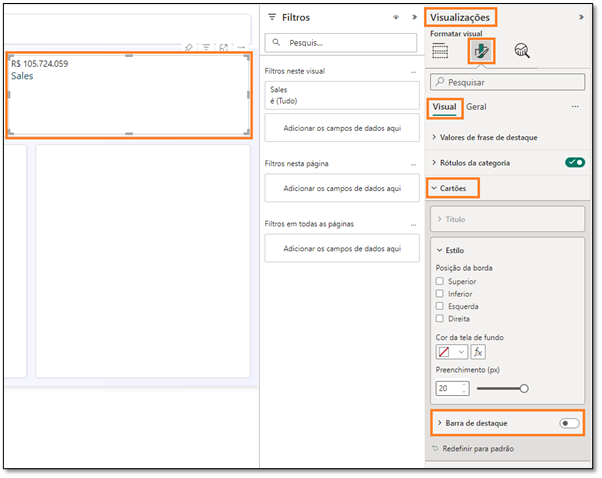 R$ 105.724.059
Sales
Filtros
Pesquis...
Filtros neste visual
...
Sales
é (Tudo)
Adicionar os campos de dados aqui
Filtros nesta página
...
Adicionar os campos de dados aqui
Filtros em todas as páginas
...
Adicionar os campos de dados aqui
Visualizações
Formatar visual
Pesquisar
Visual
Geral
...
Valores de frase de destaque
Rótulos da categoria
Cartões
Título
Estilo
Posição da borda
Superior
Inferior
Esquerda
Direita
Cor da tela de fundo
fx
Preenchimento (px)
20
Barra de destaque
Redefinir para padrão